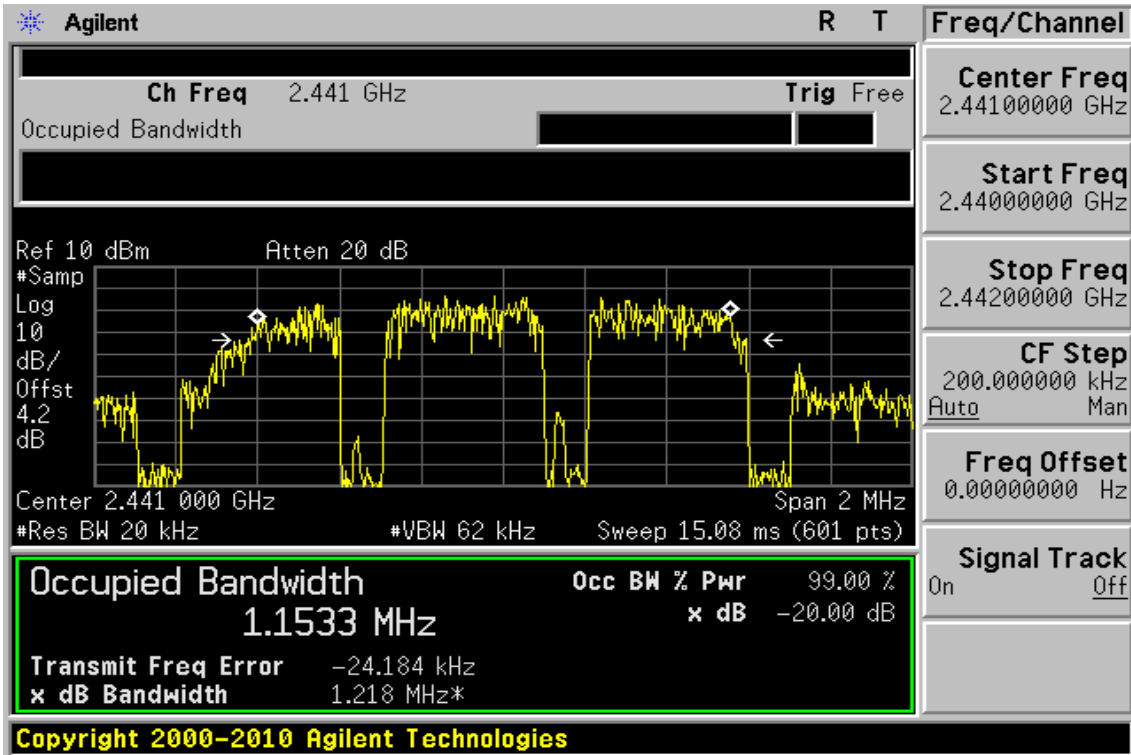 Agilent R T
Ch Freq 2.441 GHz Trig Free
Occupied Bandwidth
Ref 10 dBm Atten 20 dB
#Samp
Log
10
dB/
Offst
4.2
dB
Center 2.441 000 GHz Span 2 MHz
#Res BW 20 kHz #VBW 62 kHz Sweep 15.08 ms (601 pts)
Occupied Bandwidth Occ BW % Pwr 99.00 %
1.1533 MHz x dB -20.00 dB
Transmit Freq Error -24.184 kHz
x dB Bandwidth 1.218 MHz*
Copyright 2000-2010 Agilent Technologies
Freq/Channel
Center Freq
2.44100000 GHz
Start Freq
2.44000000 GHz
Stop Freq
2.44200000 GHz
CF Step
200.000000 kHz
Auto Man
Freq Offset
0.00000000 Hz
Signal Track
On Off